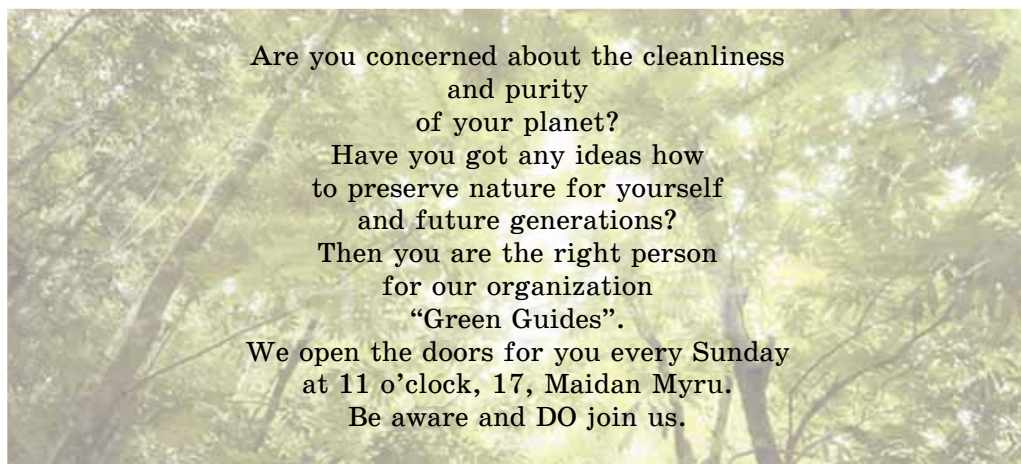 Are you concerned about the cleanliness
and purity
of your planet?
Have you got any ideas how
to preserve nature for yourself
and future generations?
Then you are the right person
for our organization
“Green Guides”.
We open the doors for you every Sunday
at 11 o’clock, 17, Maidan Myru.
Be aware and DO join us.